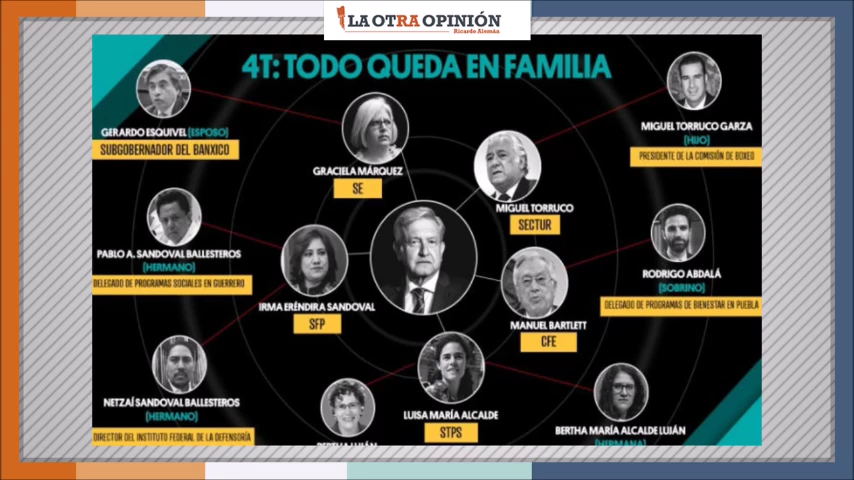 LA OTRA OPINIÓN
Ricardo Alemán
4T: TODO QUEDA EN FAMILIA
GERARDO ESQUIVEL (ESPOSO)
SUBGOBERNADOR DEL BANXICO
GRACIELA MÁRQUEZ
SE
MIGUEL TORRUCO
SECTUR
MIGUEL TORRUCO GARZA
(HIJO)
PRESIDENTE DE LA COMISIÓN DE BOXEO
PABLO A. SANDOVAL BALLESTEROS
(HERMANO)
DELEGADO DE PROGRAMAS SOCIALES EN GUERRERO
IRMA ERÉNDIRA SANDOVAL
SFP
MANUEL BARTLETT
CFE
RODRIGO ABDALÁ
(SOBRINO)
DELEGADO DE PROGRAMAS DE BIENESTAR EN PUEBLA
NETZAÍ SANDOVAL BALLESTEROS
(HERMANO)
DIRECTOR DEL INSTITUTO FEDERAL DE LA DEFENSORÍA
BERTHA LUJÁN
LUISA MARÍA ALCALDE
STPS
BERTHA MARÍA ALCALDE LUJÁN
(HERMANA)